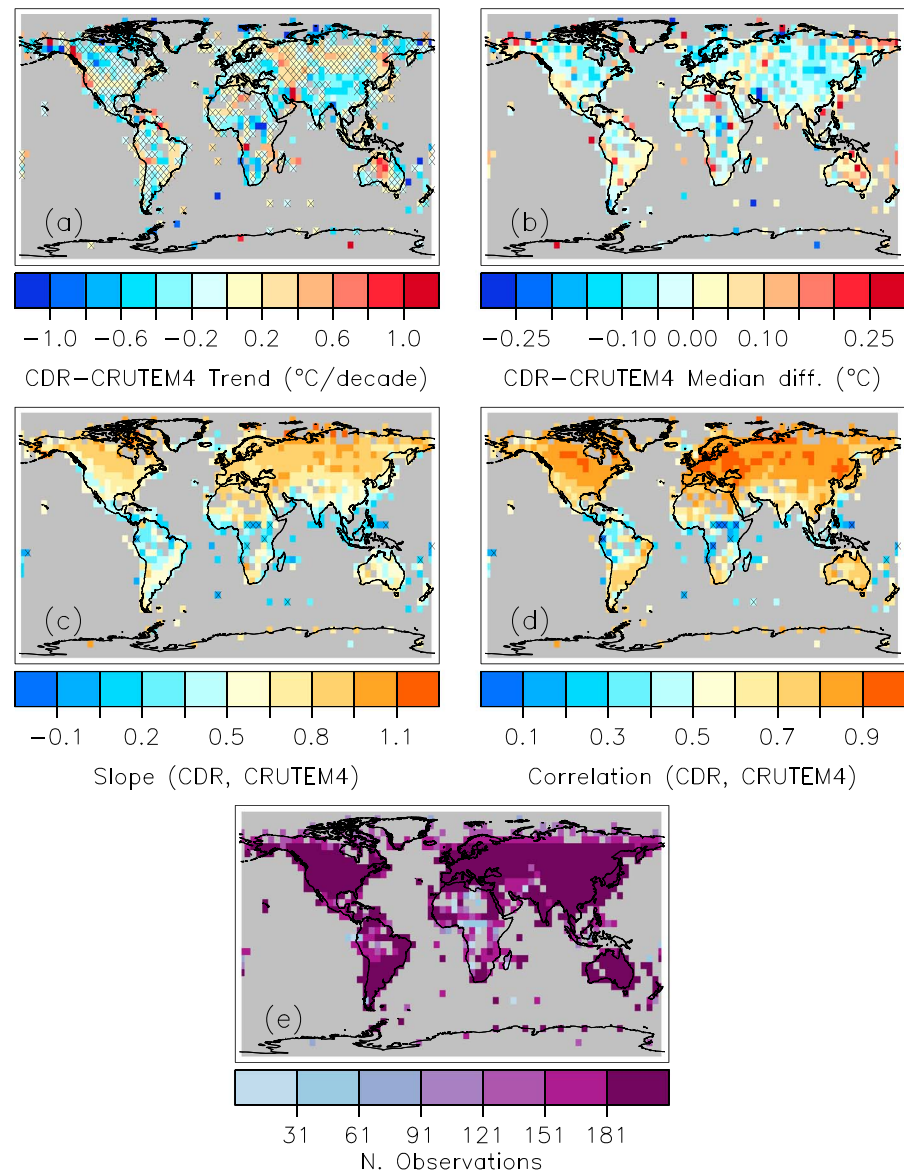 (a)
−1.0 −0.6 −0.2 0.2 0.6 1.0
CDR−CRUTEM4 Trend (°C/decade)
(b)
−0.25 −0.10 0.00 0.10 0.25
CDR−CRUTEM4 Median diff. (°C)
(c)
−0.1 0.2 0.5 0.8 1.1
Slope (CDR, CRUTEM4)
(d)
0.1 0.3 0.5 0.7 0.9
Correlation (CDR, CRUTEM4)
(e)
31 61 91 121 151 181
N. Observations